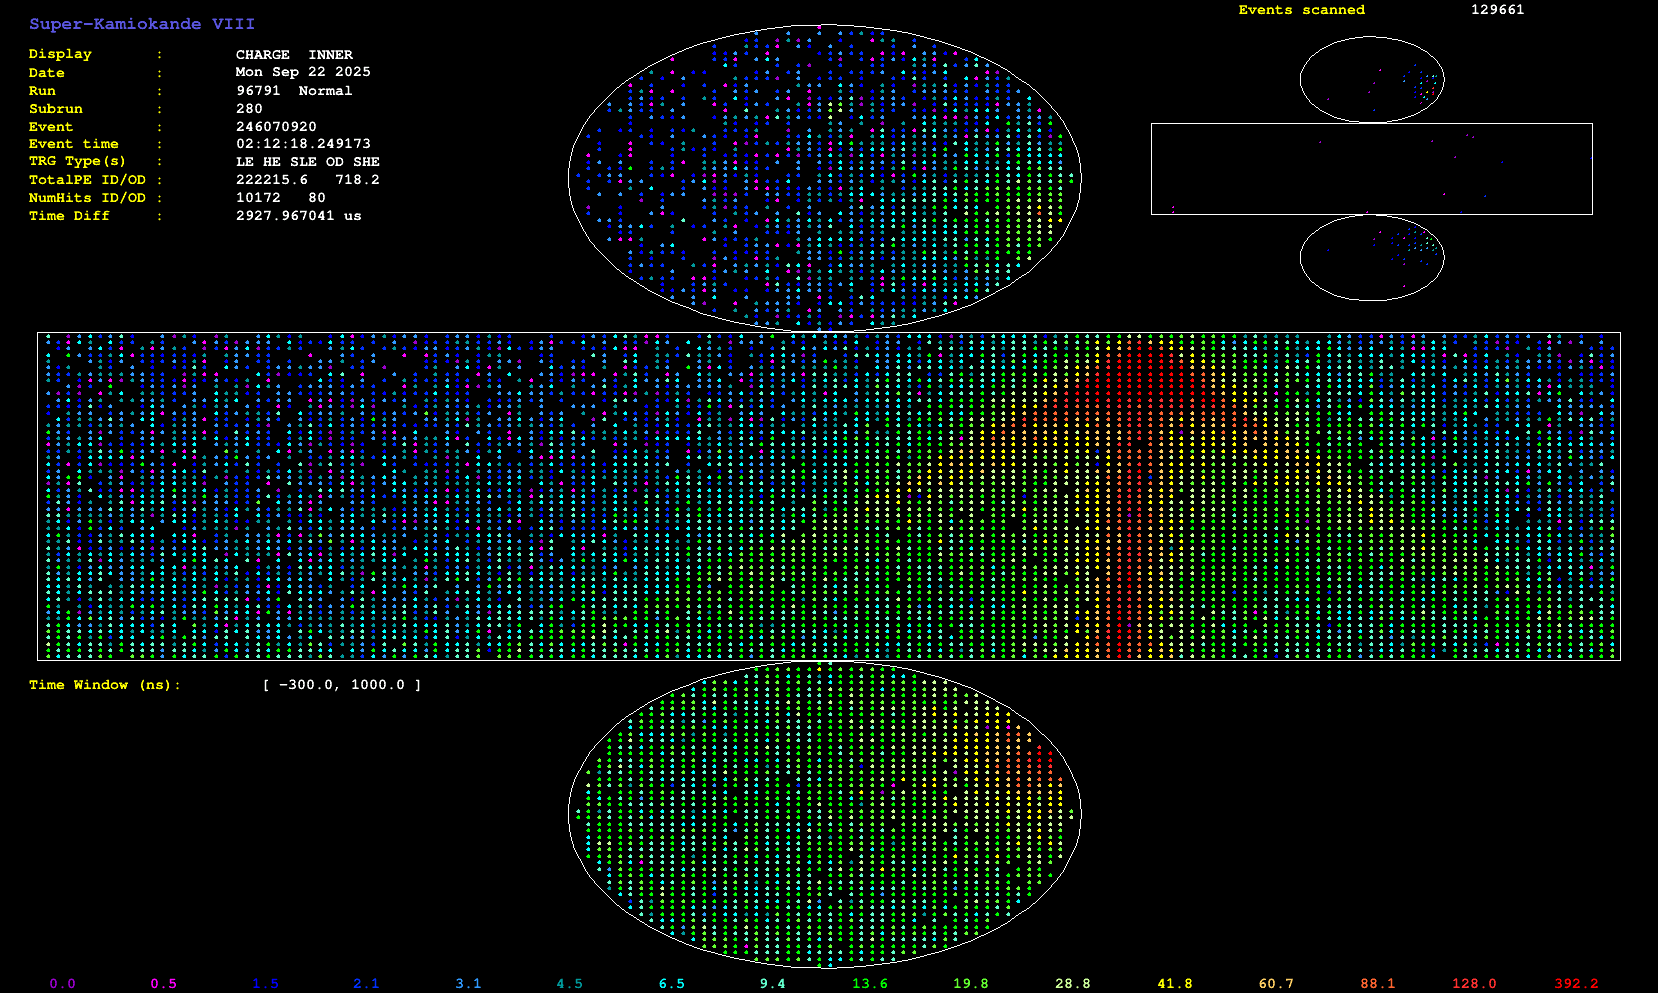 Super-Kamiokande VIII
Display : CHARGE INNER
Date : Mon Sep 22 2025
Run : 96791 Normal
Subrun : 280
Event : 246070920
Event time : 02:12:18.249173
TRG Type(s) : LE HE SLE OD SHE
TotalPE ID/OD : 222215.6 718.2
NumHits ID/OD : 10172 80
Time Diff : 2927.967041 us
Events scanned 129661
Time Window (ns): [ -300.0, 1000.0 ]
0.0 0.5 1.5 2.1 3.1 4.5 6.5 9.4 13.6 19.8 28.8 41.8 60.7 88.1 128.0 392.2